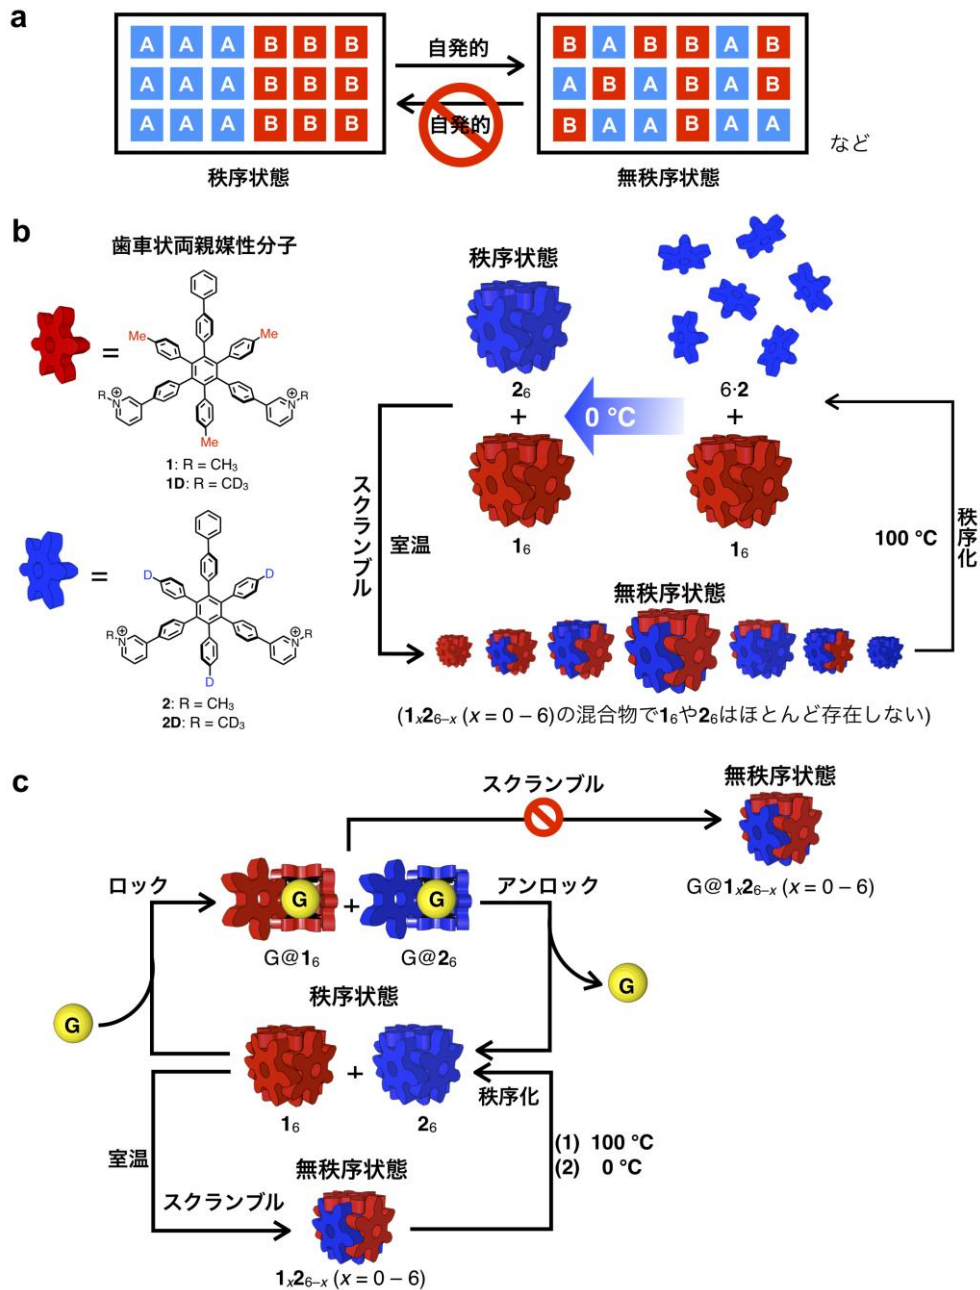 a
A A A B B B
A A A B B B
A A A B B B
秩序状態
自発的
自発的
B A B B A B
A B A B A B
B A A B A A
無秩序状態
など
b
歯車状両親媒性分子
=
Me
Me
R
N
+
R
N
+
Me
1: R = CH₃
1D: R = CD₃
=
D
D
R
N
+
R
N
+
D
2: R = CH₃
2D: R = CD₃
秩序状態
2₆
6·2
+
0 °C
+
1₆
1₆
スクランブル
室温
100 °C
秩序化
無秩序状態
(1ₓ2₆₋ₓ (x = 0 – 6)の混合物で1₆や2₆はほとんど存在しない)
c
スクランブル
無秩序状態
G@1ₓ2₆₋ₓ (x = 0 – 6)
ロック
G
+
G
アンロック
G@1₆
G@2₆
G
G
秩序状態
+
1₆
2₆
秩序化
室温
(1) 100 °C
(2) 0 °C
無秩序状態
スクランブル
1ₓ2₆₋ₓ (x = 0 – 6)